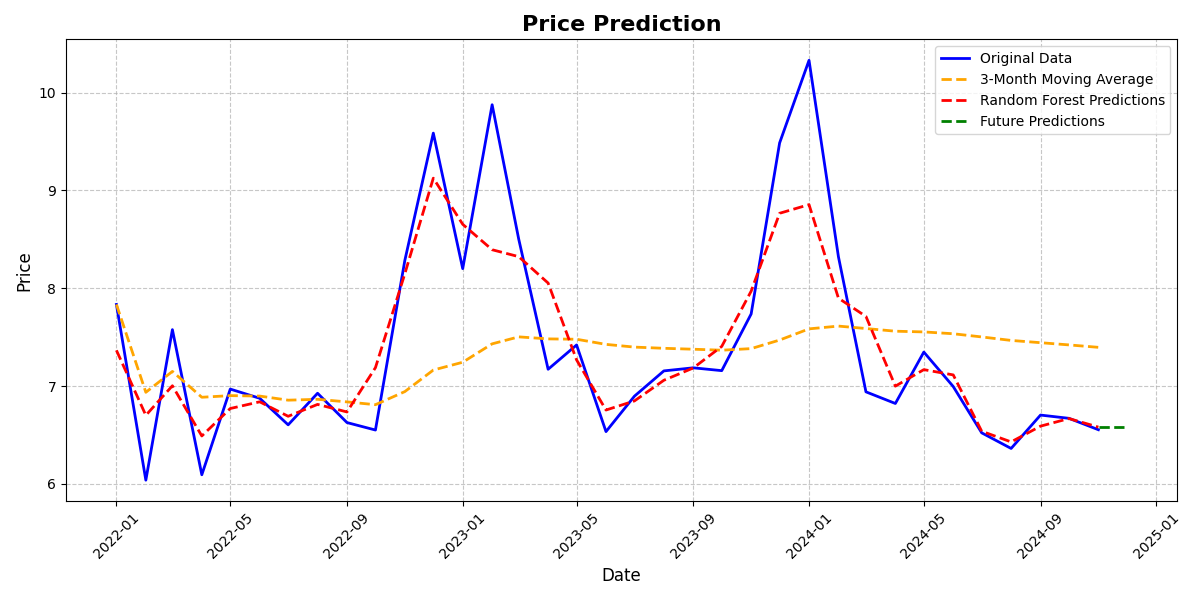 Price Prediction
Original Data
3-Month Moving Average
Random Forest Predictions
Future Predictions
Price
10
9
8
7
6
2022-01
2022-05
2022-09
2023-01
2023-05
2023-09
2024-01
2024-05
2024-09
2025-01
Date